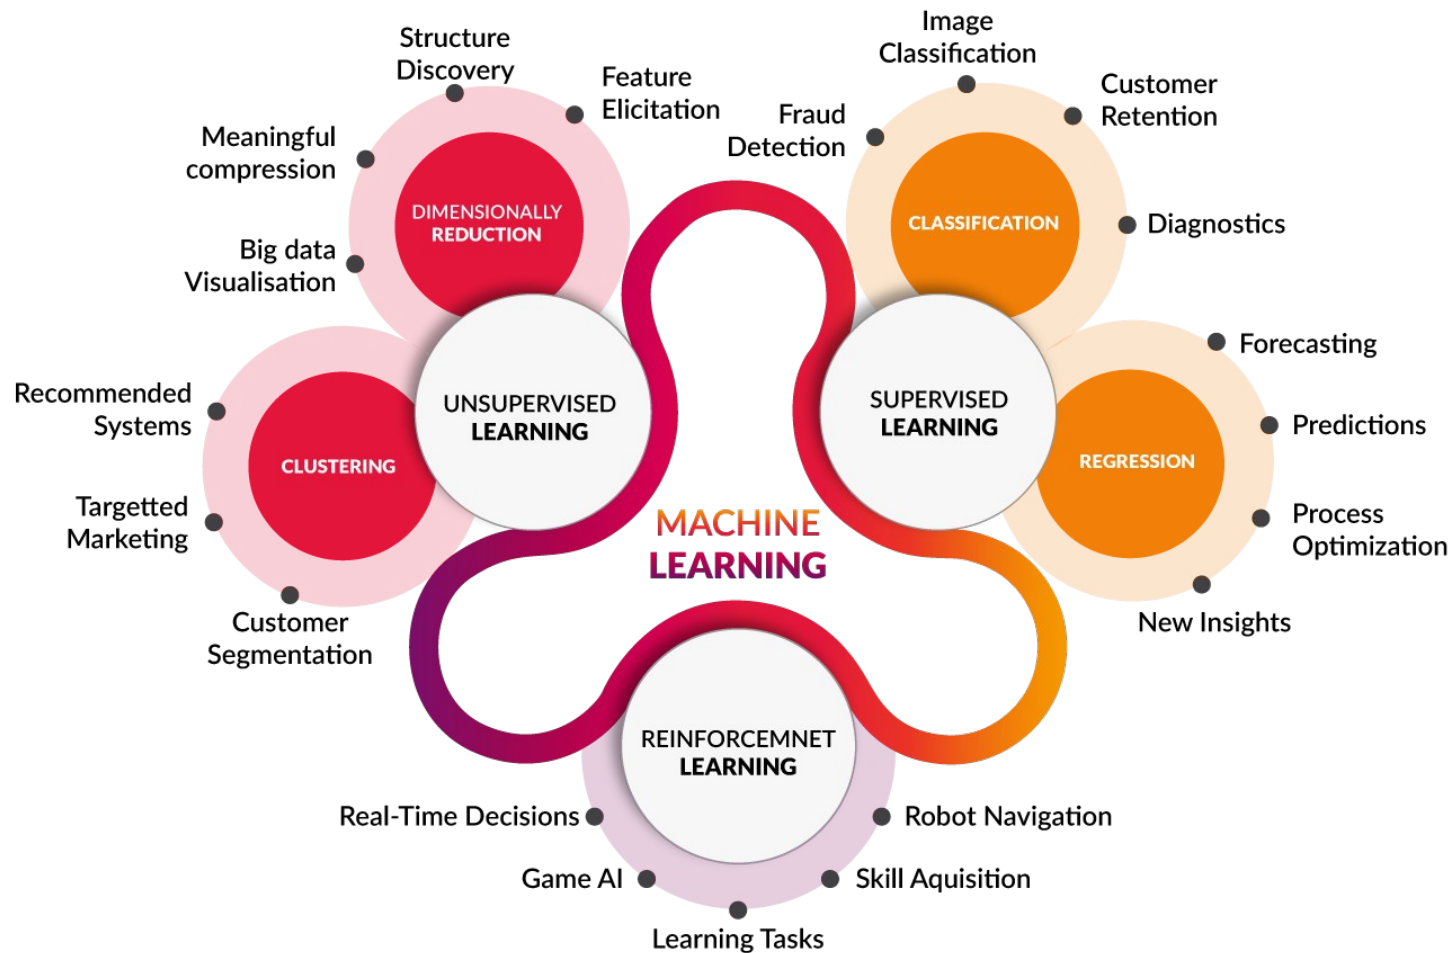 Structure
Discovery
Feature
Elicitation
Meaningful
compression
Big data
Visualisation
DIMENSIONALLY
REDUCTION
Recommended
Systems
Targetted
Marketing
Customer
Segmentation
CLUSTERING
UNSUPERVISED
LEARNING
Image
Classification
Customer
Retention
Fraud
Detection
Diagnostics
CLASSIFICATION
SUPERVISED
LEARNING
Forecasting
Predictions
Process
Optimization
New Insights
REGRESSION
MACHINE
LEARNING
REINFORCEMNET
LEARNING
Real-Time Decisions
Robot Navigation
Game AI
Skill Aquisition
Learning Tasks